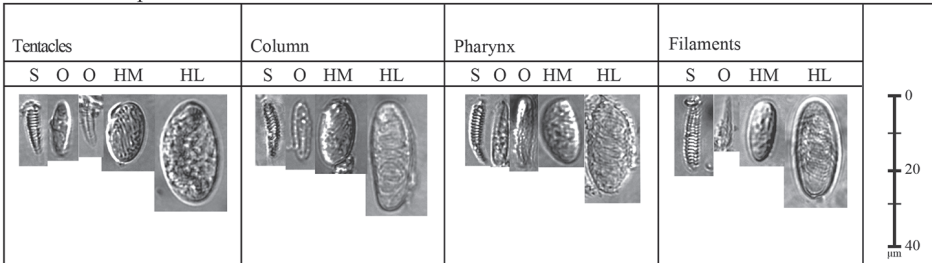 Tentacles Column Pharynx Filaments
S O O HM HL S O HM HL S O O HM HL S O HM HL
0
20
40
µm